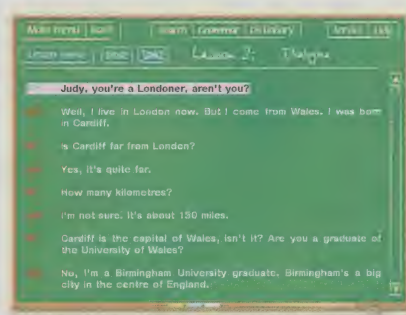 Main menu Back Search Grammar Dictionary
Lesson 2: Dialogue
Judy, you're a Londoner, aren't you?
Well, I live in London now. But I come from Wales. I was born
in Cardiff.
Is Cardiff far from London?
Yes, it's quite far.
How many kilometres?
I'm not sure. It's about 150 miles.
Cardiff is the capital of Wales, isn't it? Are you a graduate of
the University of Wales?
No, I'm a Birmingham University graduate. Birmingham's a big
city in the centre of England.